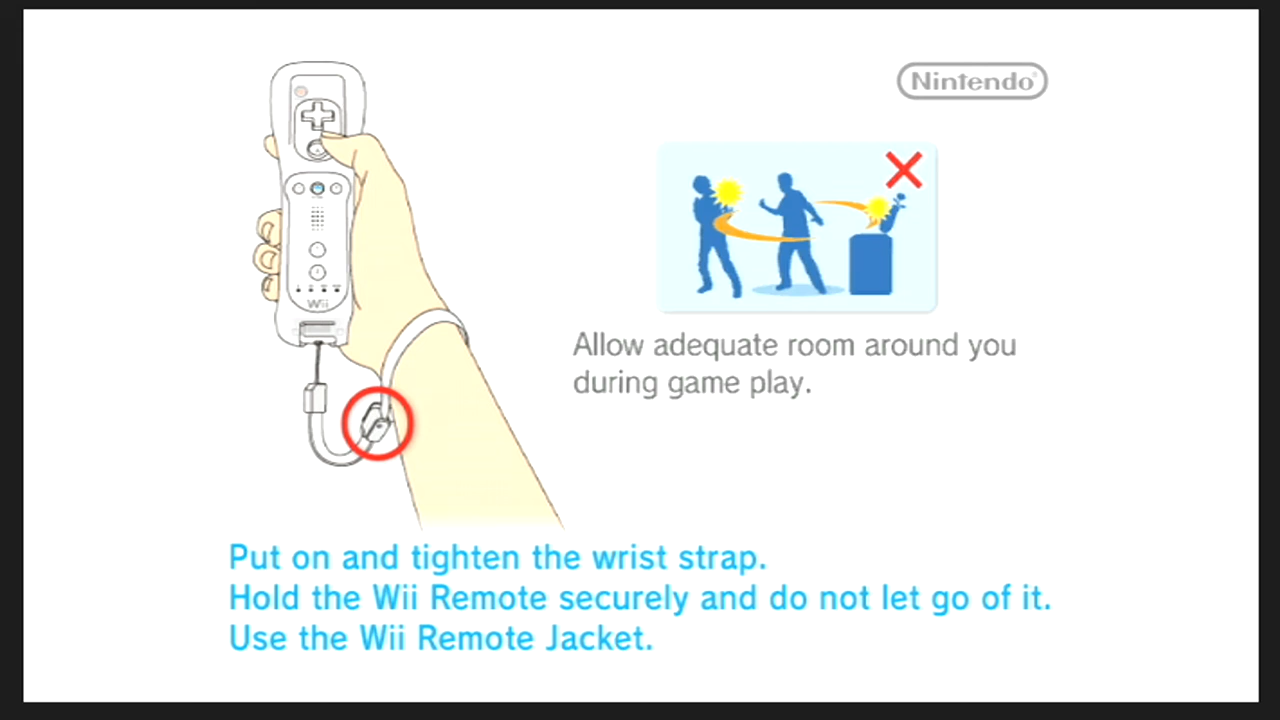 Nintendo
Wii
Allow adequate room around you
during game play.
Put on and tighten the wrist strap.
Hold the Wii Remote securely and do not let go of it.
Use the Wii Remote Jacket.